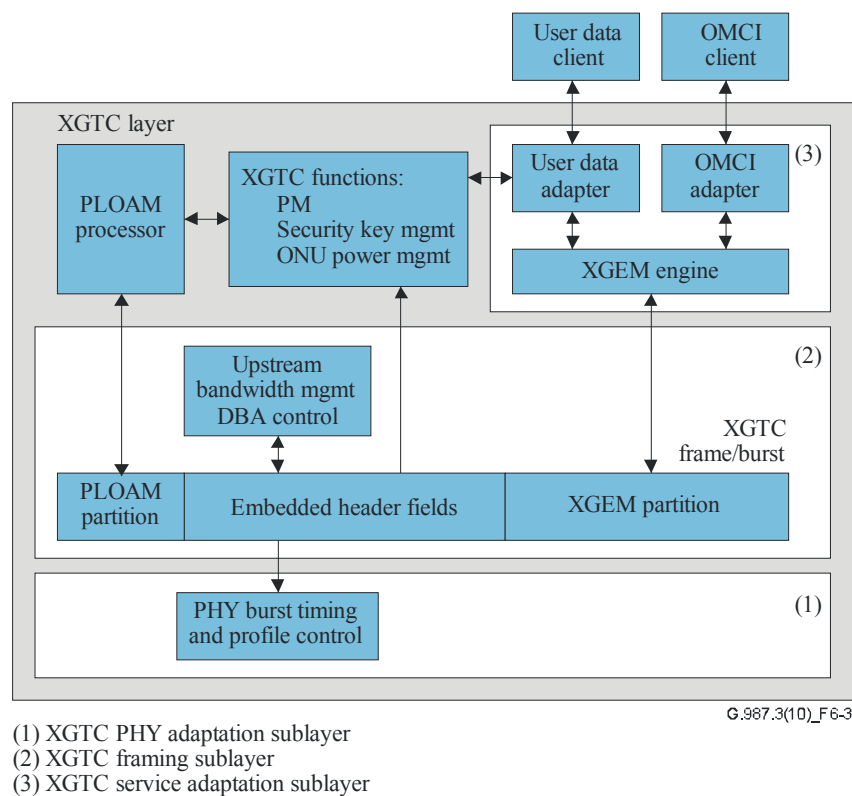 User data
client
OMCI
client
XGTC layer
(3)
PLOAM
processor
XGTC functions:
PM
Security key mgmt
ONU power mgmt
User data
adapter
OMCI
adapter
XGEM engine
(2)
Upstream
bandwidth mgmt
DBA control
XGTC
frame/burst
PLOAM
partition
Embedded header fields
XGEM partition
(1)
PHY burst timing
and profile control
G.987.3(10)_F6-3
(1) XGTC PHY adaptation sublayer
(2) XGTC framing sublayer
(3) XGTC service adaptation sublayer